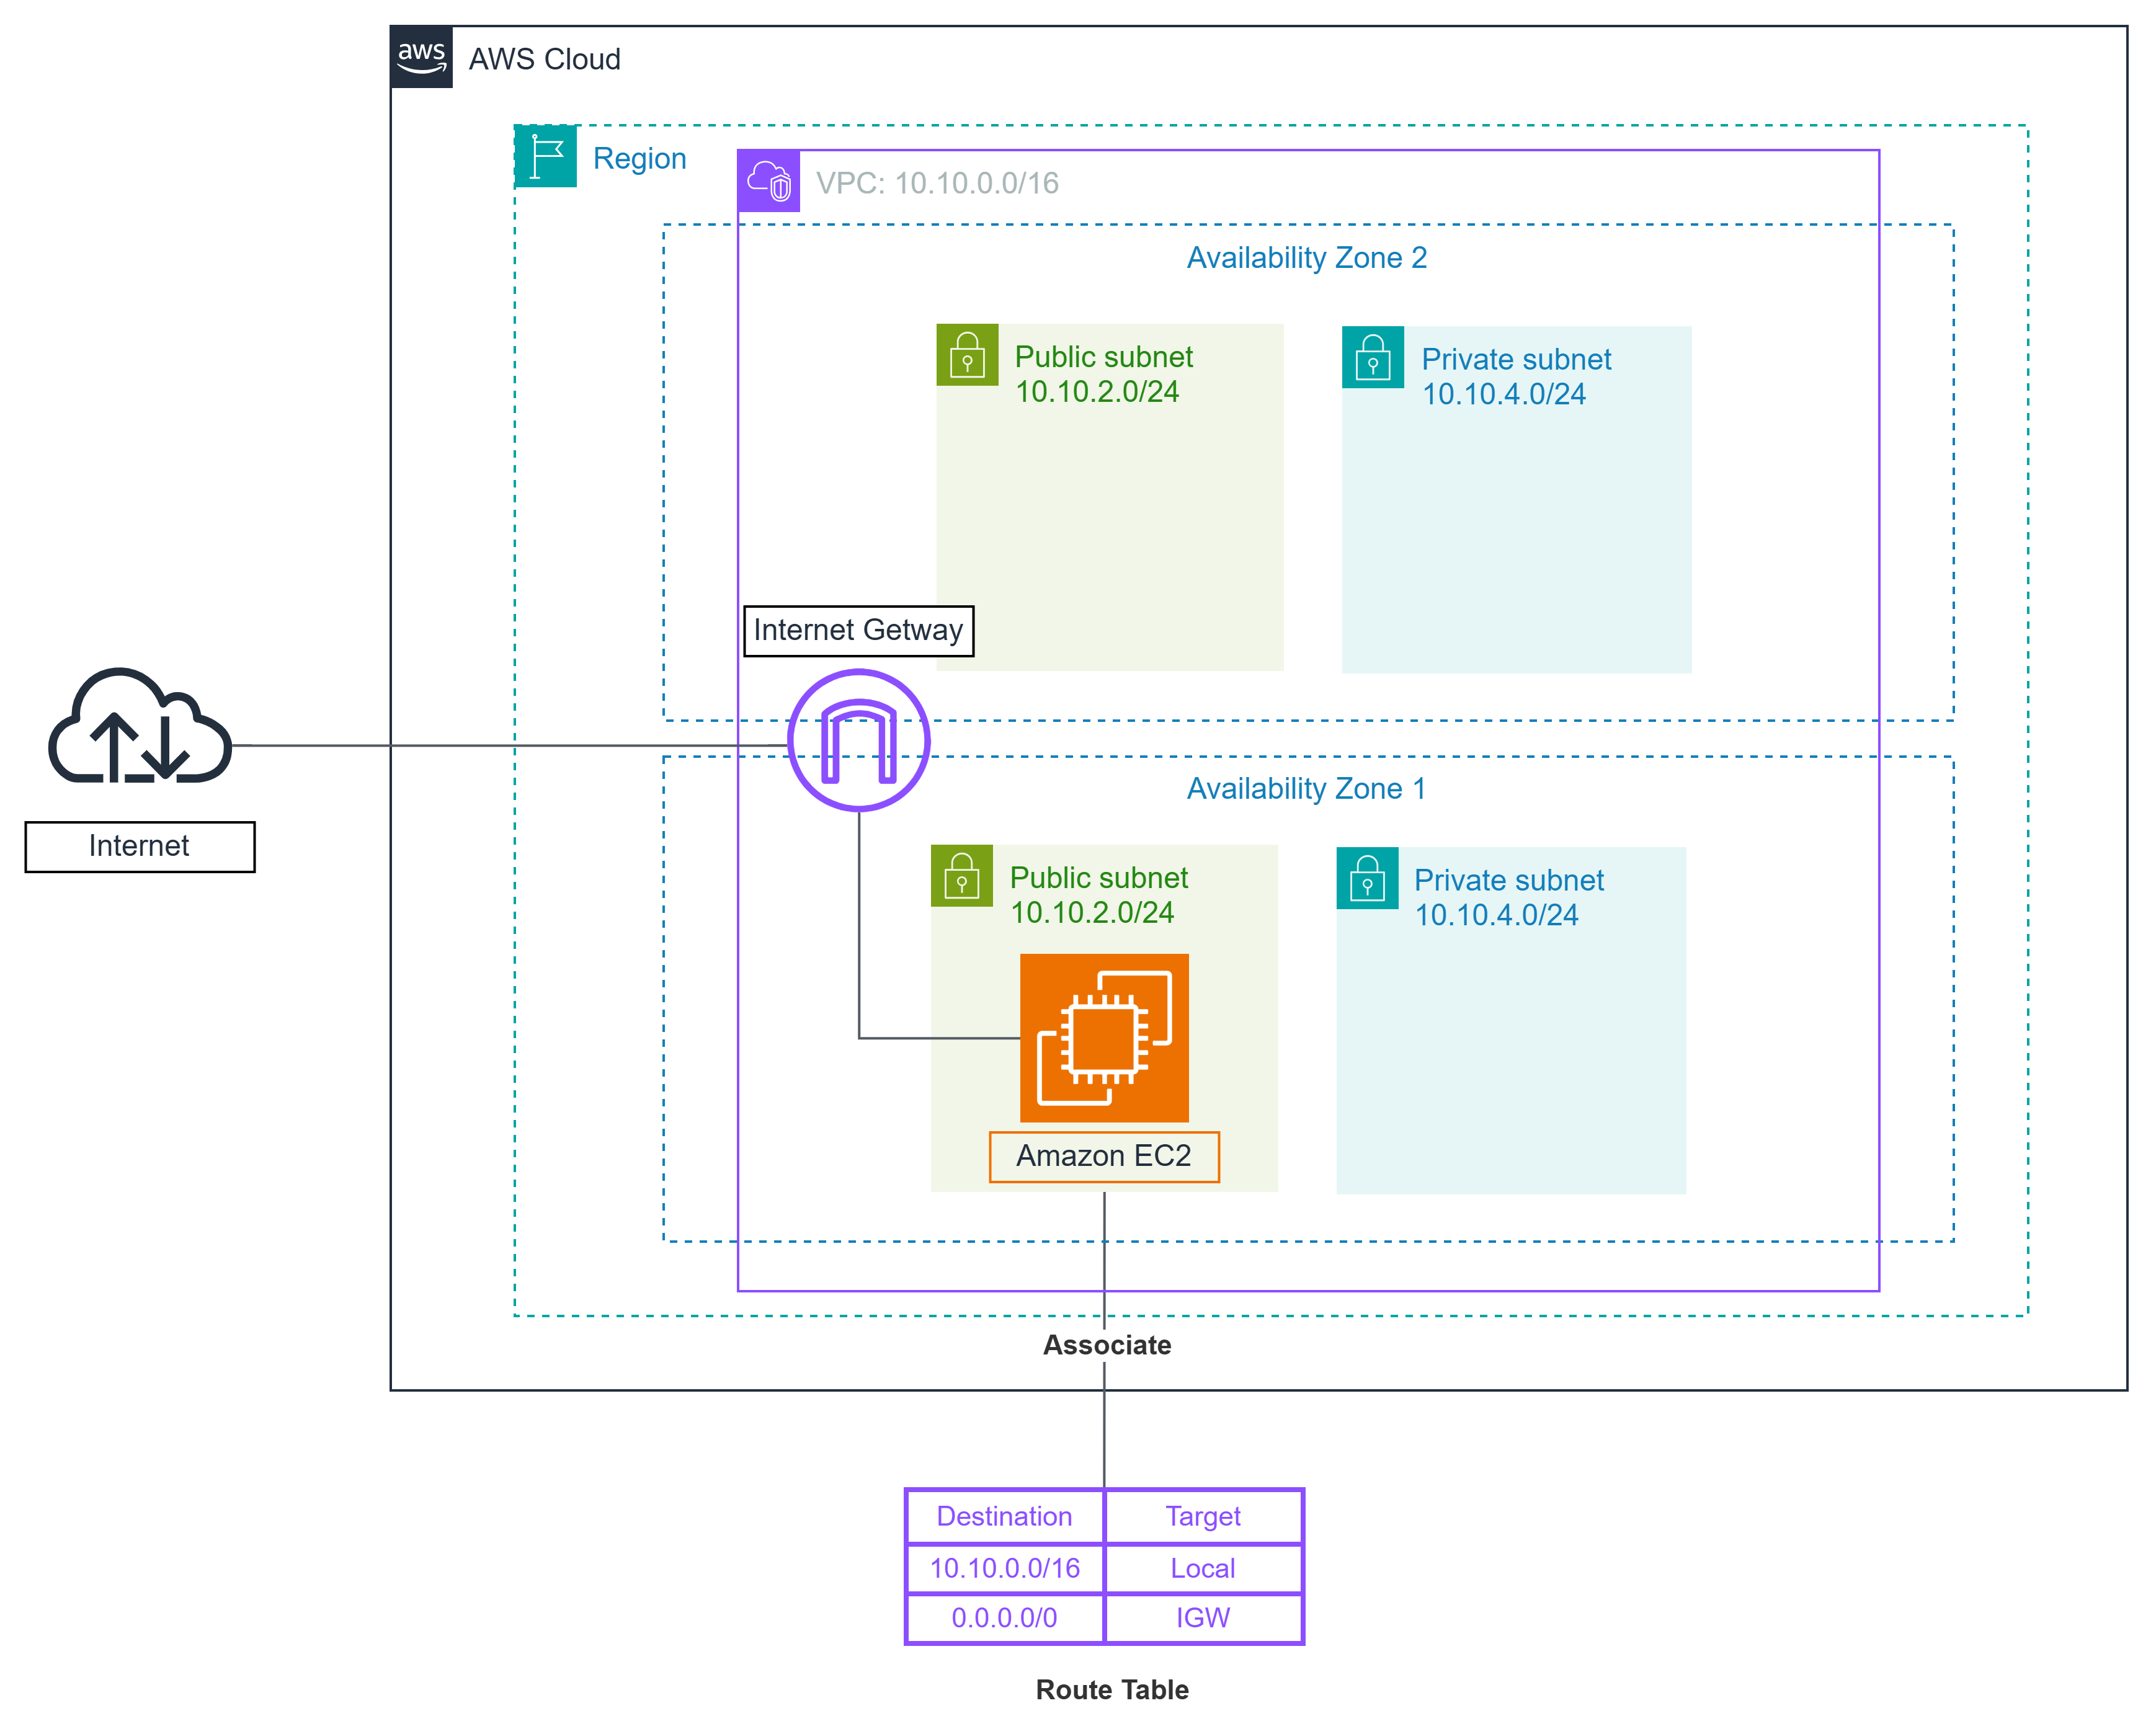 aws
AWS Cloud
Region
VPC: 10.10.0.0/16
Availability Zone 2
Public subnet
10.10.2.0/24
Private subnet
10.10.4.0/24
Internet Getway
Internet
Availability Zone 1
Public subnet
10.10.2.0/24
Private subnet
10.10.4.0/24
Amazon EC2
Associate
Destination Target
10.10.0.0/16 Local
0.0.0.0/0 IGW
Route Table